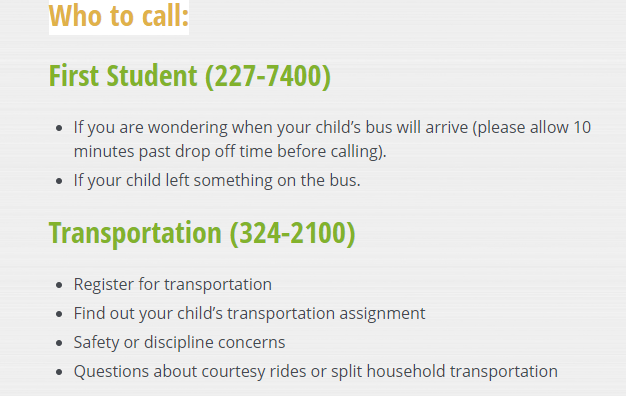 Who to call:
First Student (227-7400)
• If you are wondering when your child’s bus will arrive (please allow 10
minutes past drop off time before calling).
• If your child left something on the bus.
Transportation (324-2100)
• Register for transportation
• Find out your child’s transportation assignment
• Safety or discipline concerns
• Questions about courtesy rides or split household transportation